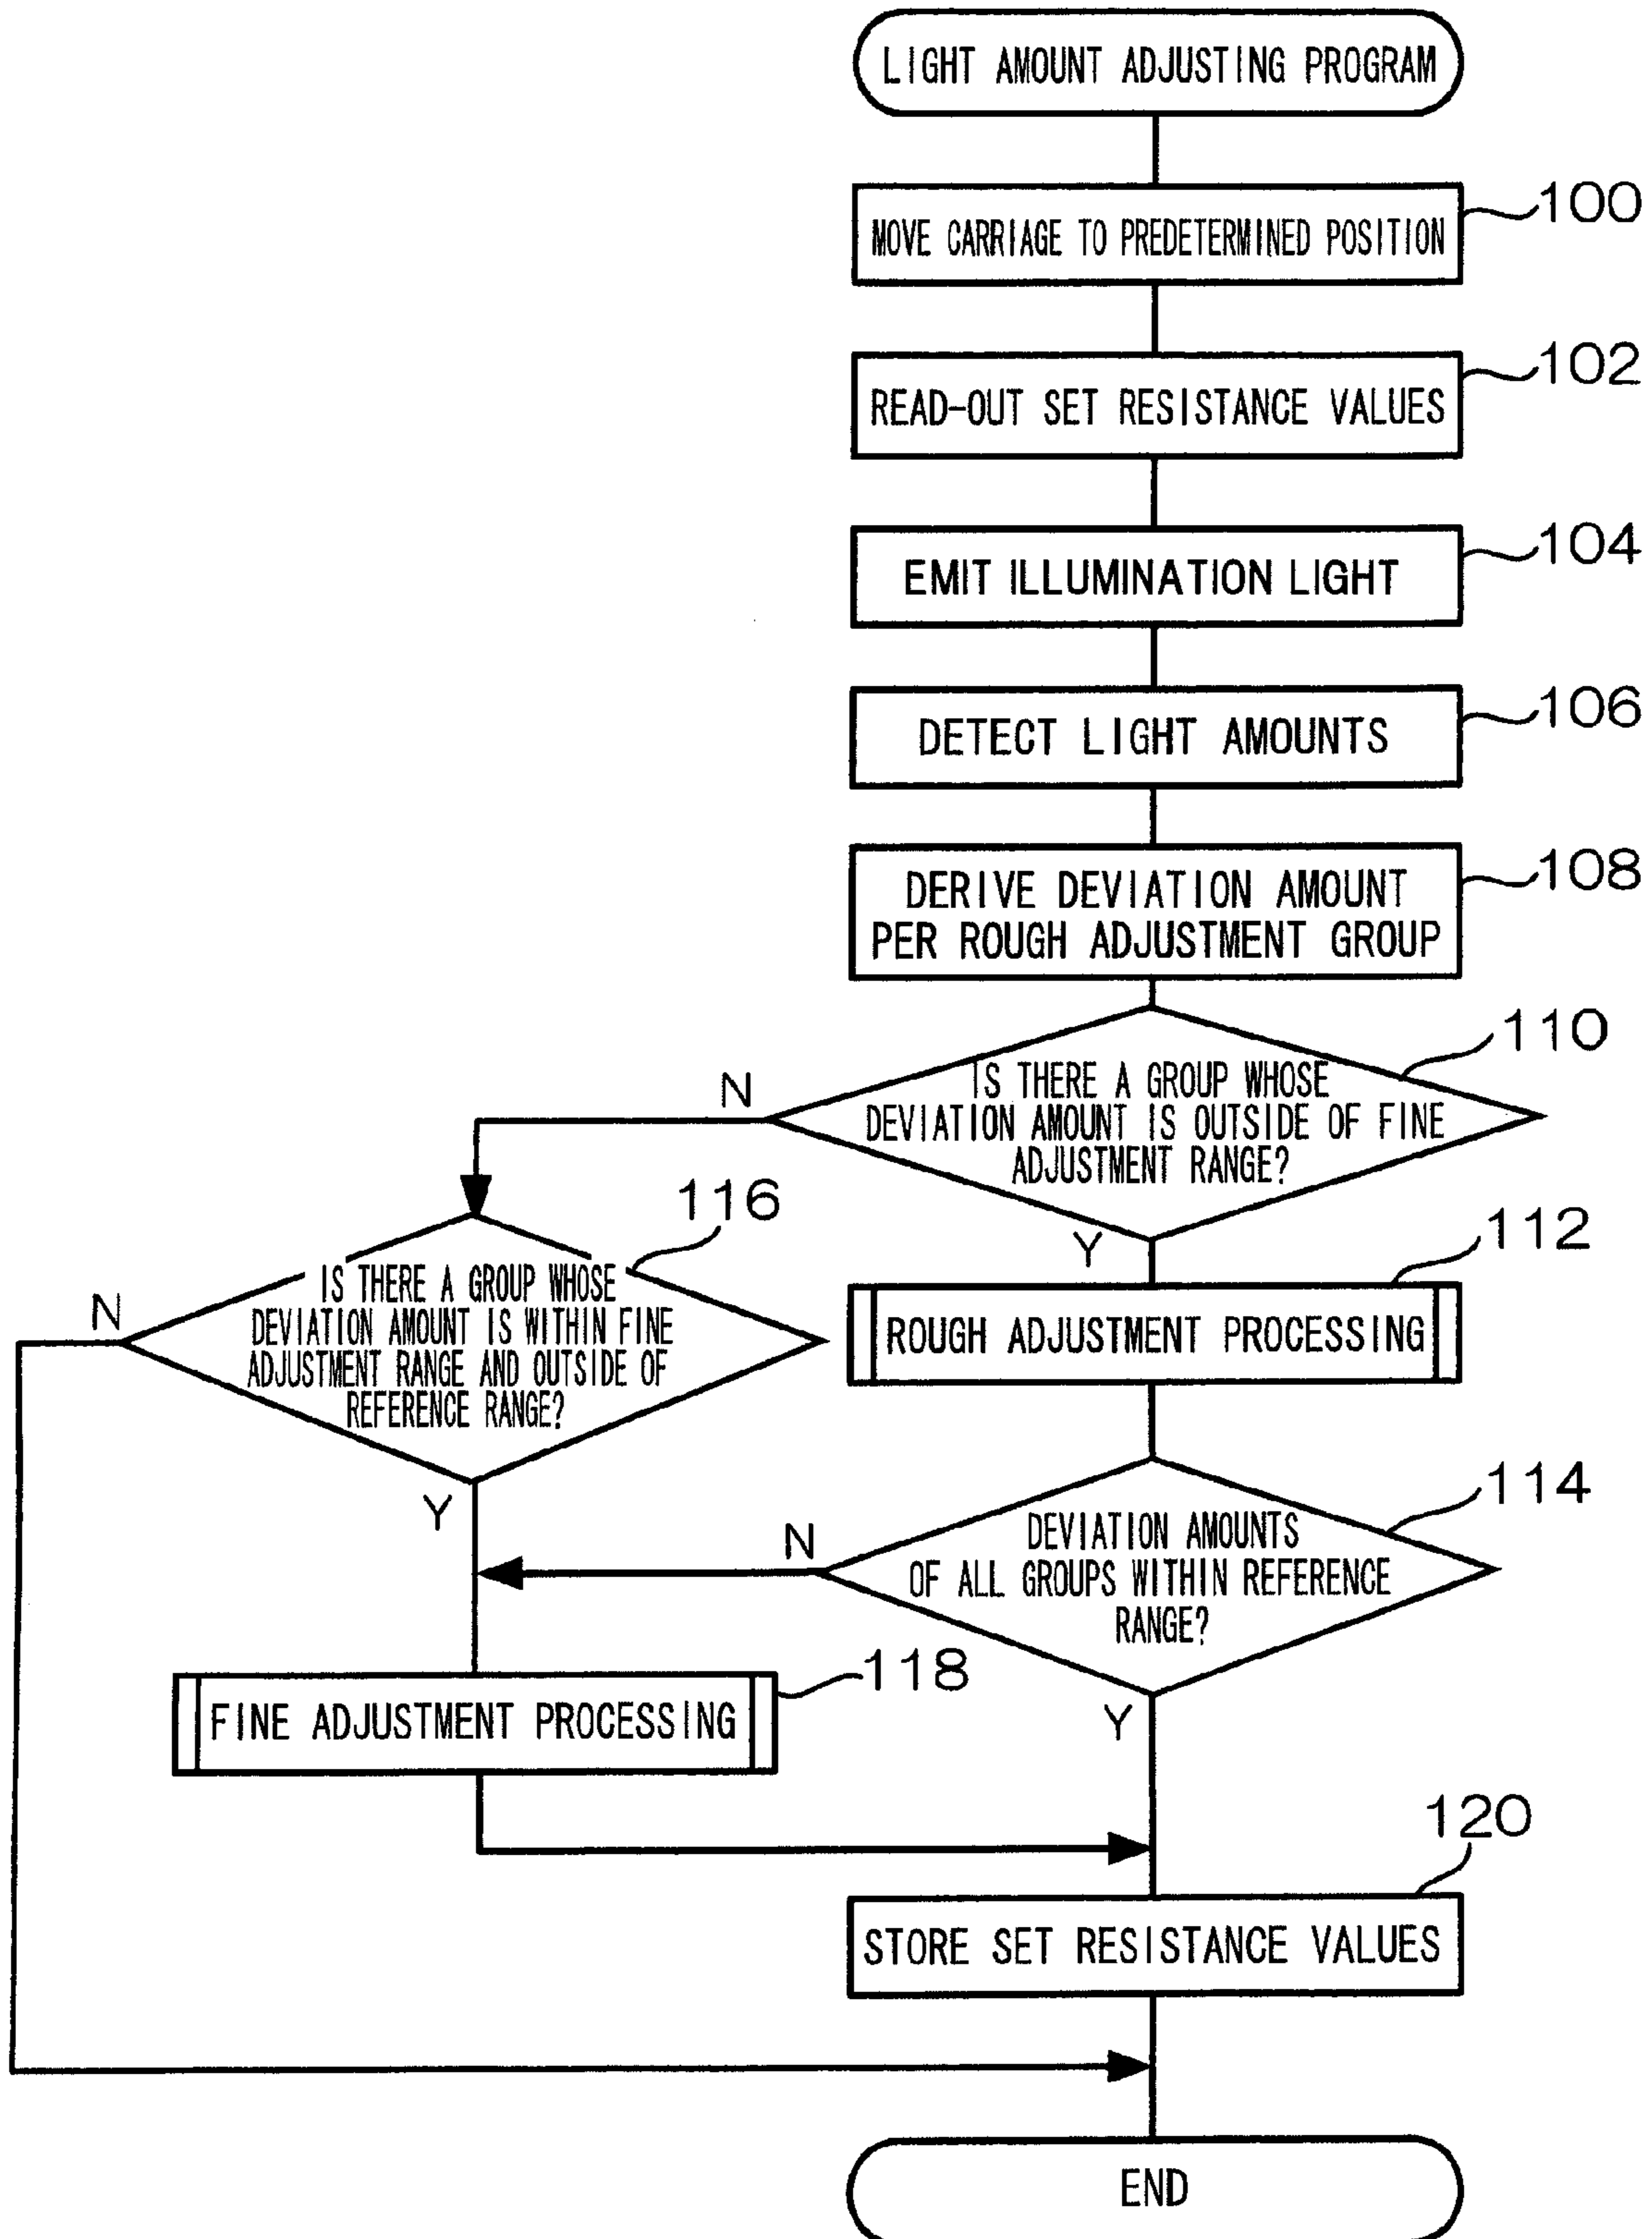 LIGHT AMOUNT ADJUSTING PROGRAM
100
MOVE CARRIAGE TO PREDETERMINED POSITION
102
READ-OUT SET RESISTANCE VALUES
104
EMIT ILLUMINATION LIGHT
106
DETECT LIGHT AMOUNTS
108
DERIVE DEVIATION AMOUNT
PER ROUGH ADJUSTMENT GROUP
110
N
IS THERE A GROUP WHOSE
DEVIATION AMOUNT IS OUTSIDE OF FINE
ADJUSTMENT RANGE?
Y
116
N
IS THERE A GROUP WHOSE
DEVIATION AMOUNT IS WITHIN FINE
ADJUSTMENT RANGE AND OUTSIDE OF
REFERENCE RANGE?
Y
112
ROUGH ADJUSTMENT PROCESSING
114
N
DEVIATION AMOUNTS
OF ALL GROUPS WITHIN REFERENCE
RANGE?
Y
118
FINE ADJUSTMENT PROCESSING
120
STORE SET RESISTANCE VALUES
END